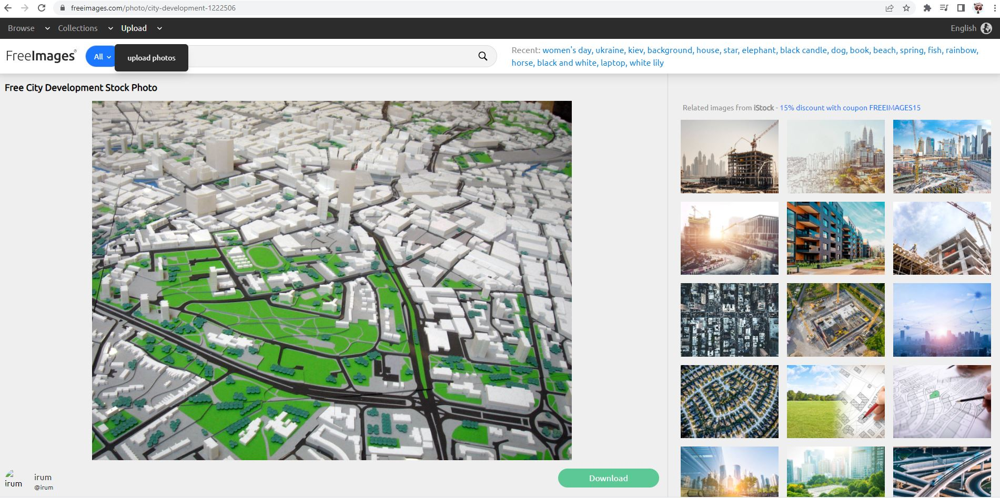 freeimages.com/photo/city-development-1222506
Browse Collections Upload English
FreeImages® All upload photos
Recent: women's day, ukraine, kiev, background, house, star, elephant, black candle, dog, book, beach, spring, fish, rainbow,
horse, black and white, laptop, white lily
Free City Development Stock Photo
Related images from iStock - 15% discount with coupon FREEIMAGES15
irum
irum
@irum
Download